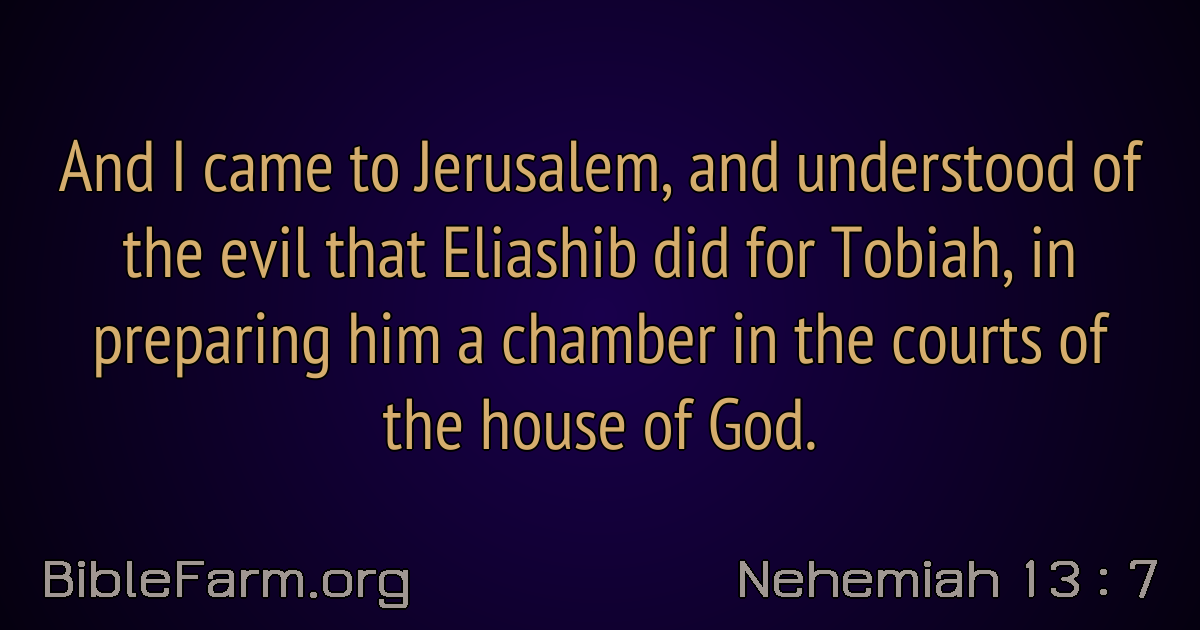 And I came to Jerusalem, and understood of
the evil that Eliashib did for Tobiah, in
preparing him a chamber in the courts of
the house of God.
BibleFarm.org
Nehemiah 13 : 7